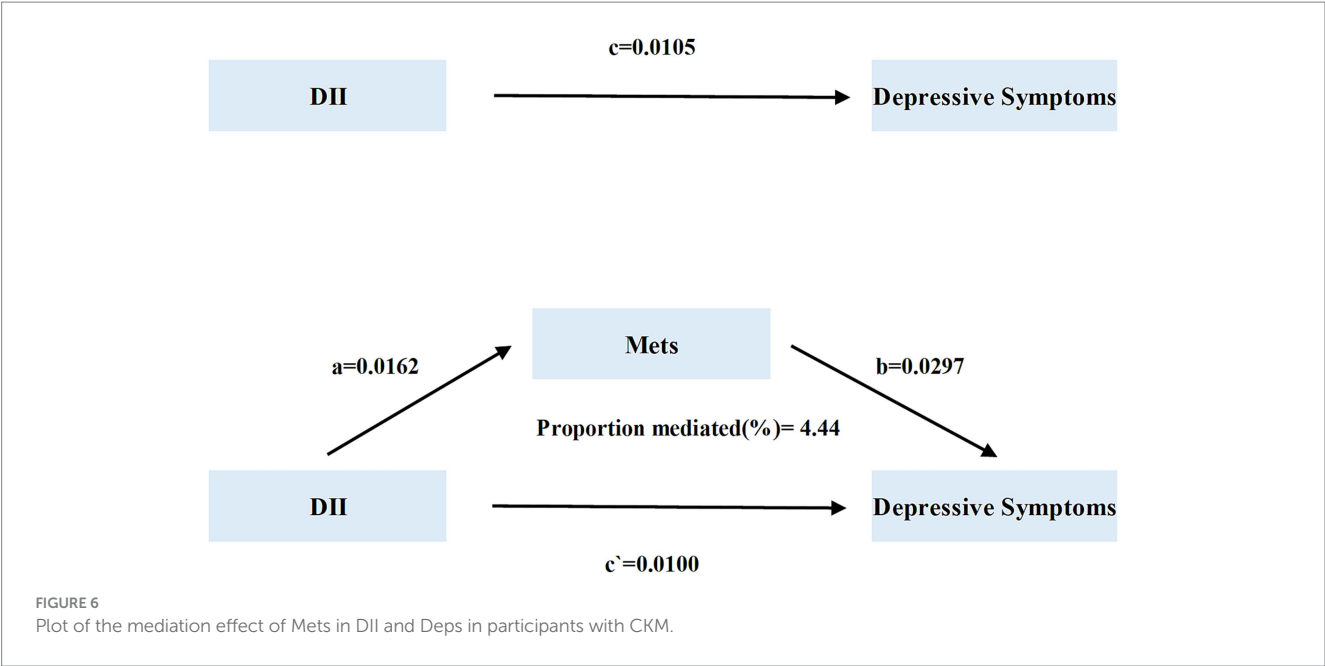 c=0.0105
DII
Depressive Symptoms
Mets
a=0.0162
b=0.0297
Proportion mediated(%)= 4.44
DII
Depressive Symptoms
c`=0.0100
FIGURE 6
Plot of the mediation effect of Mets in DII and Deps in participants with CKM.